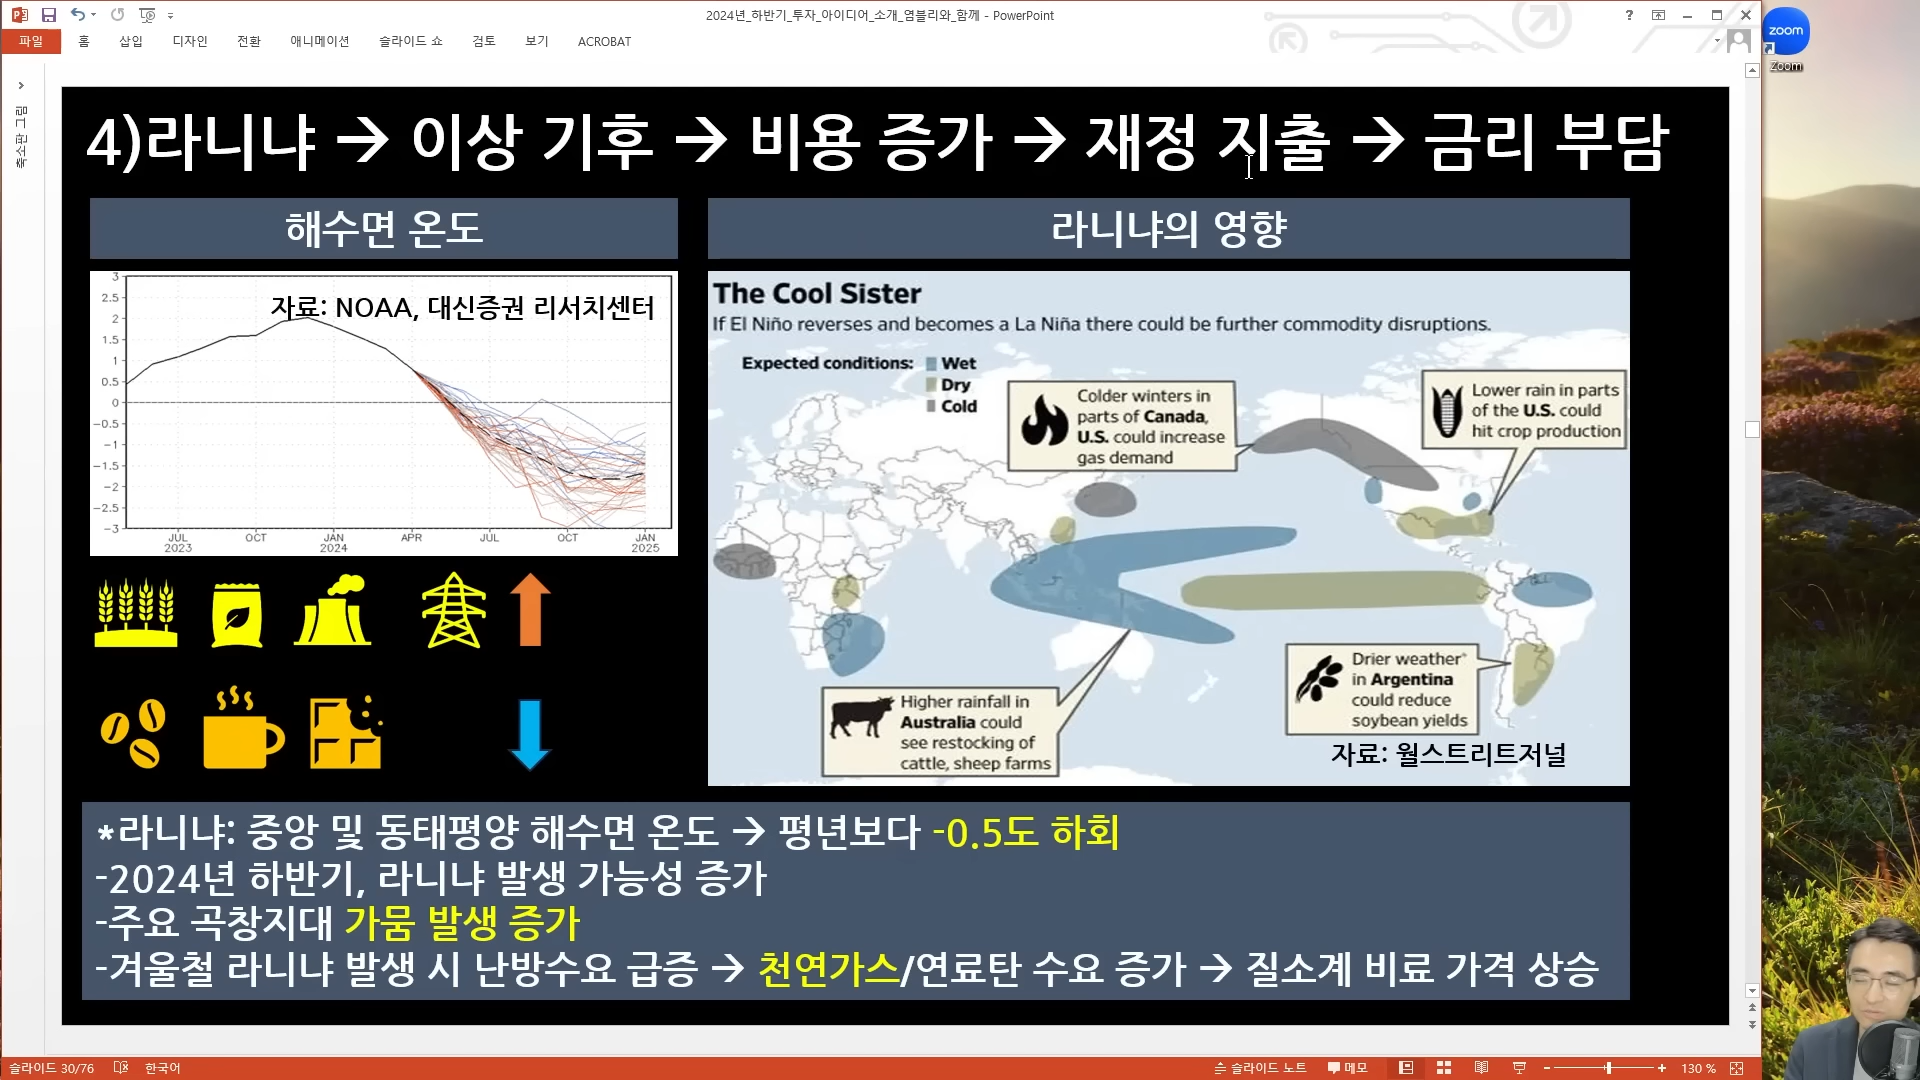 2024년_하반기_투자_아이디어_소개_염블리와_함께 - PowerPoint
파일 홈 삽입 디자인 전환 애니메이션 슬라이드 쇼 검토 보기 ACROBAT
zoom
Zoom
축소판 그림
4)라니냐 → 이상 기후 → 비용 증가 → 재정 지출 → 금리 부담
해수면 온도
자료: NOAA, 대신증권 리서치센터
3
2.5
2
1.5
1
0.5
0
-0.5
-1
-1.5
-2
-2.5
-3
JUL OCT JAN APR JUL OCT JAN
2023 2024 2025
라니냐의 영향
The Cool Sister
If El Niño reverses and becomes a La Niña there could be further commodity disruptions.
Expected conditions: Wet
Dry
Cold
Colder winters in
parts of Canada,
U.S. could increase
gas demand
Lower rain in parts
of the U.S. could
hit crop production
Higher rainfall in
Australia could
see restocking of
cattle, sheep farms
Drier weather*
in Argentina
could reduce
soybean yields
자료: 월스트리트저널
*라니냐: 중앙 및 동태평양 해수면 온도 → 평년보다 -0.5도 하회
-2024년 하반기, 라니냐 발생 가능성 증가
-주요 곡창지대 가뭄 발생 증가
-겨울철 라니냐 발생 시 난방수요 급증 → 천연가스/연료탄 수요 증가 → 질소계 비료 가격 상승
슬라이드 30/76 한국어 슬라이드 노트 메모 130 %